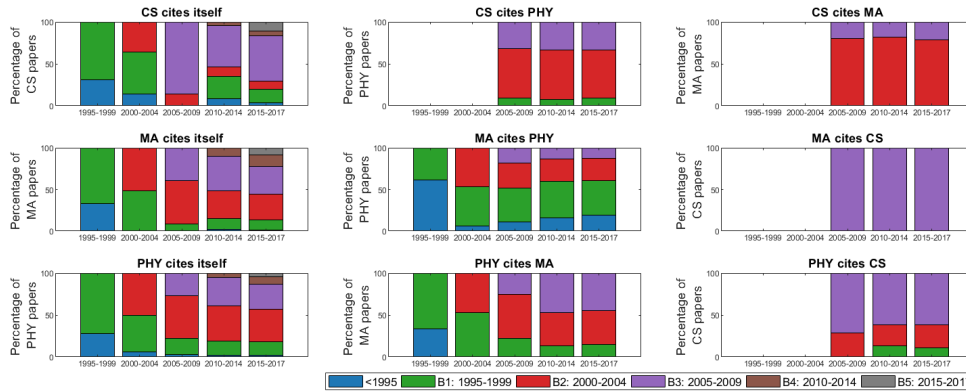 CS cites itself
CS cites PHY
CS cites MA
Percentage of
CS papers
100
50
0
1995-1999 2000-2004 2005-2009 2010-2014 2015-2017
Percentage of
PHY papers
100
50
0
1995-1999 2000-2004 2005-2009 2010-2014 2015-2017
Percentage of
MA papers
100
50
0
1995-1999 2000-2004 2005-2009 2010-2014 2015-2017
MA cites itself
MA cites PHY
MA cites CS
Percentage of
MA papers
100
50
0
1995-1999 2000-2004 2005-2009 2010-2014 2015-2017
Percentage of
PHY papers
100
50
0
1995-1999 2000-2004 2005-2009 2010-2014 2015-2017
Percentage of
CS papers
100
50
0
1995-1999 2000-2004 2005-2009 2010-2014 2015-2017
PHY cites itself
PHY cites MA
PHY cites CS
Percentage of
PHY papers
100
50
0
1995-1999 2000-2004 2005-2009 2010-2014 2015-2017
Percentage of
MA papers
100
50
0
1995-1999 2000-2004 2005-2009 2010-2014 2015-2017
Percentage of
CS papers
100
50
0
1995-1999 2000-2004 2005-2009 2010-2014 2015-2017
<1995 B1: 1995-1999 B2: 2000-2004 B3: 2005-2009 B4: 2010-2014 B5: 2015-201